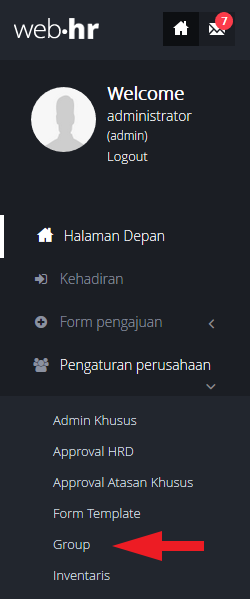 web·hr
8
Welcome
administrator
(admin)
Logout
Halaman Depan
Kehadiran
Form pengajuan
Pengaturan perusahaan
Admin Khusus
Approval HRD
Approval Atasan Khusus
Form Template
Group
Inventaris